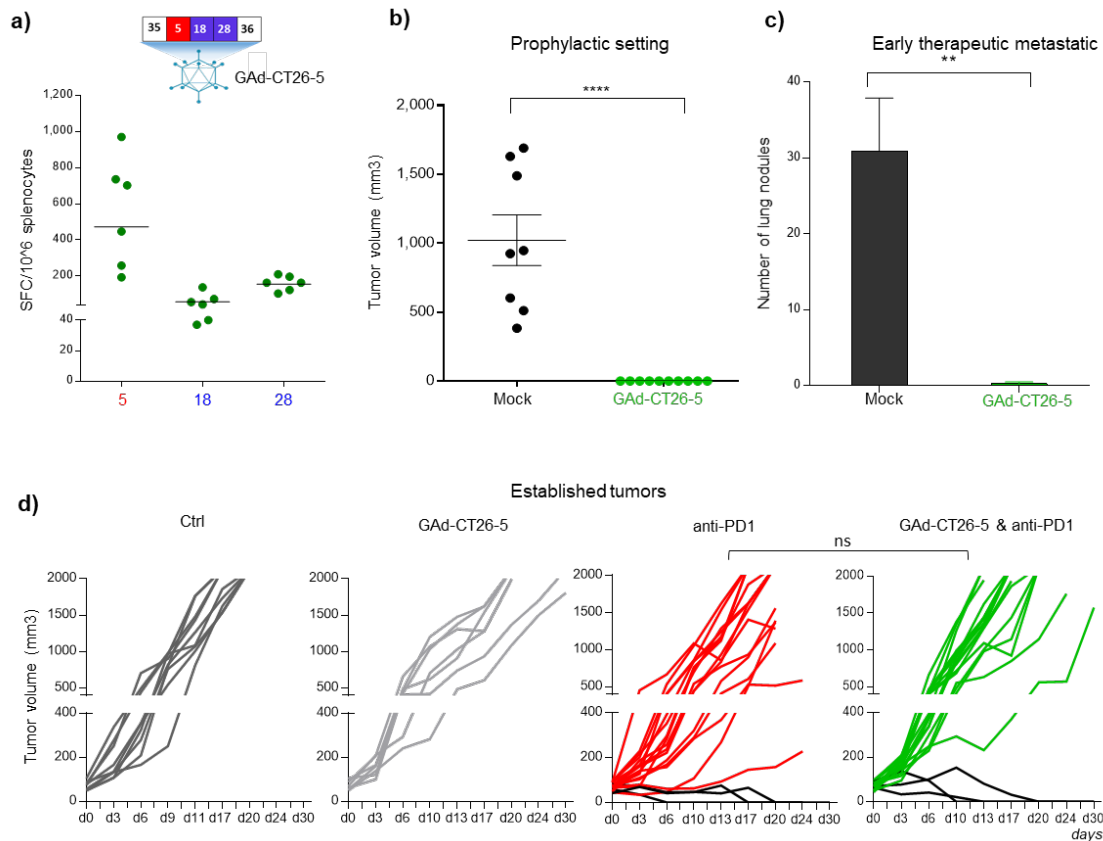 a)
35 5 18 28 36
GAd-CT26-5
1,200
1,000
800
600
400
200
40
20
0
SFC/10^6 splenocytes
5 18 28
b)
Prophylactic setting
****
2,000
1,500
1,000
500
0
Tumor volume (mm3)
Mock GAd-CT26-5
c)
Early therapeutic metastatic
**
40
30
20
10
0
Number of lung nodules
Mock GAd-CT26-5
d)
Established tumors
Ctrl
GAd-CT26-5
anti-PD1
GAd-CT26-5 & anti-PD1
ns
Tumor volume (mm3)
2000
1500
1000
500
400
200
0
d0 d3 d6 d9 d11 d16 d17 d20 d24 d30
2000
1500
1000
500
400
200
0
d0 d3 d6 d10 d13 d17 d20 d24 d30
2000
1500
1000
500
400
200
0
d0 d3 d6 d10 d13 d17 d20 d24 d30
2000
1500
1000
500
400
200
0
d0 d3 d6 d10 d13 d17 d20 d24 d30
days